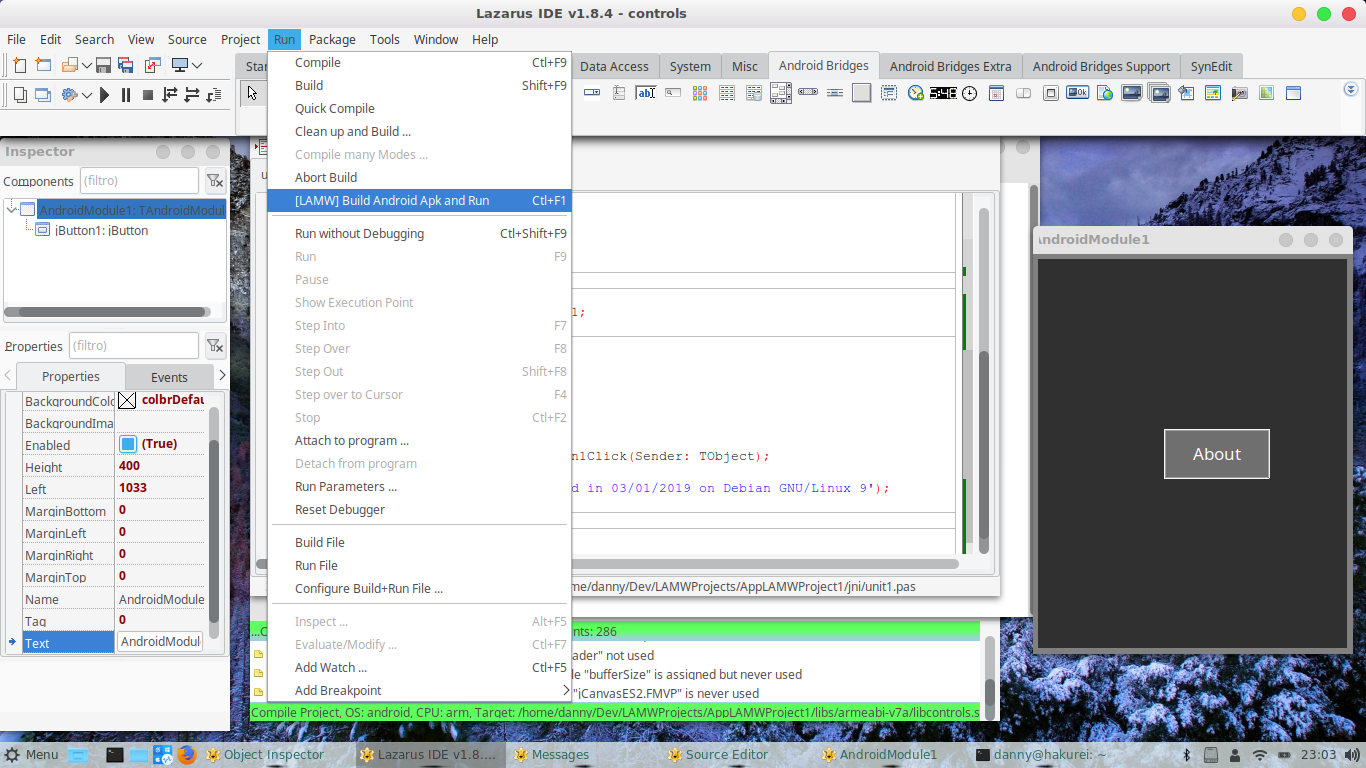 Lazarus IDE v1.8.4 - controls
File Edit Search View Source Project Run Package Tools Window Help
Data Access System Misc Android Bridges Android Bridges Extra Android Bridges Support SynEdit
Compile Ctl+F9
Build Shift+F9
Quick Compile
Clean up and Build ...
Compile many Modes ...
Abort Build
[LAMW] Build Android Apk and Run Ctl+F1
Run without Debugging Ctl+Shift+F9
Run F9
Pause
Show Execution Point
Step Into F7
Step Over F8
Step Out Shift+F8
Step over to Cursor F4
Stop Ctl+F2
Attach to program ...
Detach from program
Run Parameters ...
Reset Debugger
Build File
Run File
Configure Build+Run File ...
Inspect ... Alt+F5
Evaluate/Modify ... Ctl+F7
Add Watch ... Ctl+F5
Add Breakpoint
Inspector
Components (filtro)
AndroidModule1: TAndroidModul
jButton1: jButton
Properties (filtro)
Properties Events
BackgroundColo colbrDefau
BackgroundIma
Enabled (True)
Height 400
Left 1033
MarginBottom 0
MarginLeft 0
MarginRight 0
MarginTop 0
Name AndroidModule
Tag 0
Text AndroidModul
1;
n1Click(Sender: TObject);
d in 03/01/2019 on Debian GNU/Linux 9');
me/danny/Dev/LAMWProjects/AppLAMWProject1/jni/unit1.pas
nts: 286
ader" not used
le "bufferSize" is assigned but never used
"jCanvasES2.FMVP" is never used
Compile Project, OS: android, CPU: arm, Target: /home/danny/Dev/LAMWProjects/AppLAMWProject1/libs/armeabi-v7a/libcontrols.s
AndroidModule1
About
Menu Object Inspector Lazarus IDE v1.8.... Messages Source Editor AndroidModule1 danny@hakurei: ~ 23:03